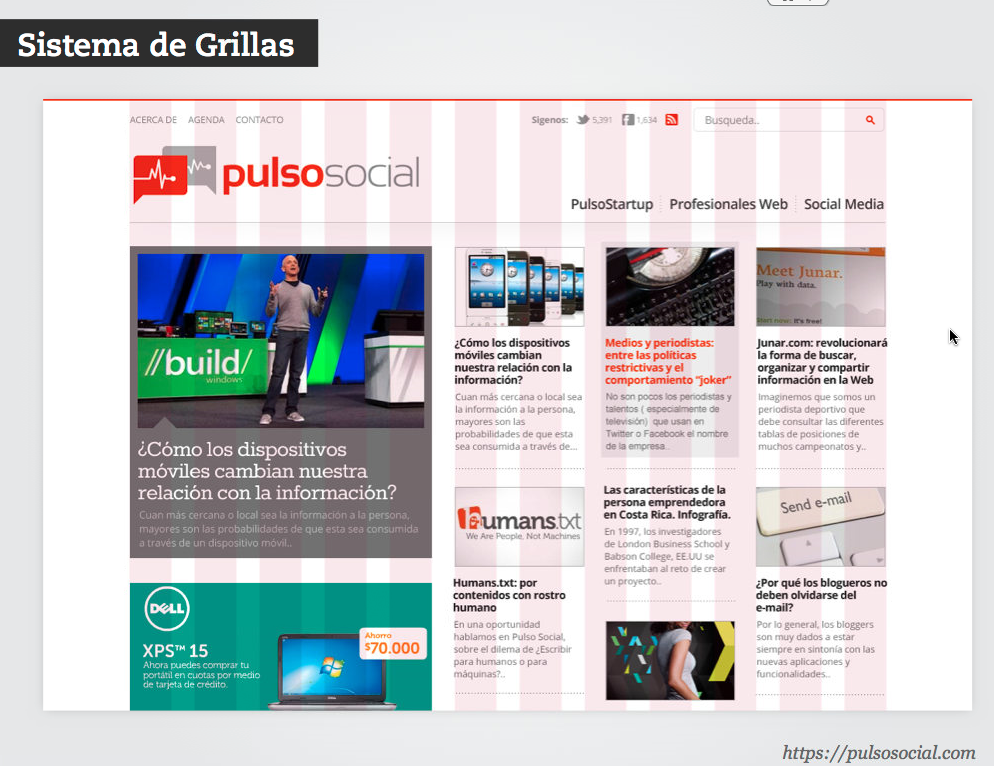 Sistema de Grillas
ACERCA DE AGENDA CONTACTO
Sigenos: 5,391 1,634
Busqueda..
pulsosocial
PulsoStartup Profesionales Web Social Media
//build/
windows
¿Cómo los dispositivos
móviles cambian nuestra
relación con la información?
Cuan más cercana o local sea la información a la persona,
mayores son las probabilidades de que esta sea consumida
a través de un dispositivo móvil..
DELL
XPS™ 15
Ahora puedes comprar tu
portátil en cuotas por medio
de tarjeta de crédito.
Ahorro
$70.000
¿Cómo los dispositivos
móviles cambian
nuestra relación con la
información?
Cuan más cercana o local sea
la información a la persona,
mayores son las
probabilidades de que esta
sea consumida a través de...
Humans.txt
We Are People, Not Machines
Humans.txt: por
contenidos con rostro
humano
En una oportunidad
hablamos en Pulso Social,
sobre el dilema de ¿Escribir
para humanos o para
máquinas?..
Medios y periodistas:
entre las políticas
restrictivas y el
comportamiento "joker"
No son pocos los periodistas y
talentos ( especialmente de
televisión) que usan en
Twitter o Facebook el nombre
de la empresa..
Las características de la
persona emprendedora
en Costa Rica. Infografía.
En 1997, los investigadores
de London Business School y
Babson College, EE.UU se
enfrentaban al reto de crear
un proyecto..
Meet Junar.
Play with data.
Start now: It's free!
Junar.com: revolucionará
la forma de buscar,
organizar y compartir
información en la Web
Imaginemos que somos un
periodista deportivo que
debe consultar las diferentes
tablas de posiciones de
muchos campeonatos y..
Send e-mail
¿Por qué los blogueros no
deben olvidarse del
e-mail?
Por lo general, los bloggers
son muy dados a estar
siempre en sintonía con las
nuevas aplicaciones y
funcionalidades..
https://pulsosocial.com